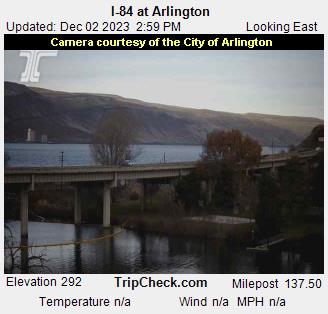 I-84 at Arlington
Updated: Dec 02 2023 2:59 PM Looking East
Camera courtesy of the City of Arlington
Elevation 292 TripCheck.com Milepost 137.50
Temperature n/a Wind n/a MPH n/a